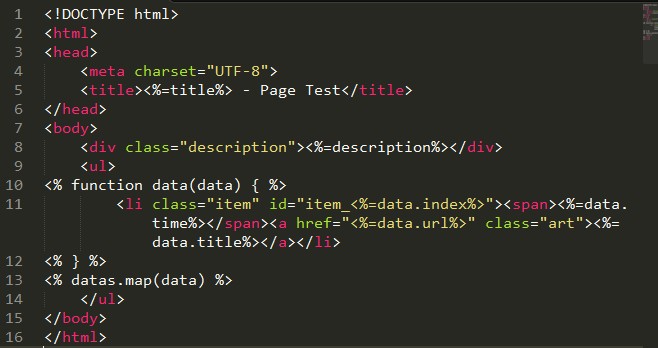 1 <!DOCTYPE html>
2 <html>
3 <head>
4 <meta charset="UTF-8">
5 <title><%=title%> - Page Test</title>
6 </head>
7 <body>
8 <div class="description"><%=description%></div>
9 <ul>
10 <% function data(data) { %>
11 <li class="item" id="item_<%=data.index%>"><span><%=data.
time%></span><a href="<%=data.url%>" class="art"><%=
data.title%></a></li>
12 <% } %>
13 <% datas.map(data) %>
14 </ul>
15 </body>
16 </html>